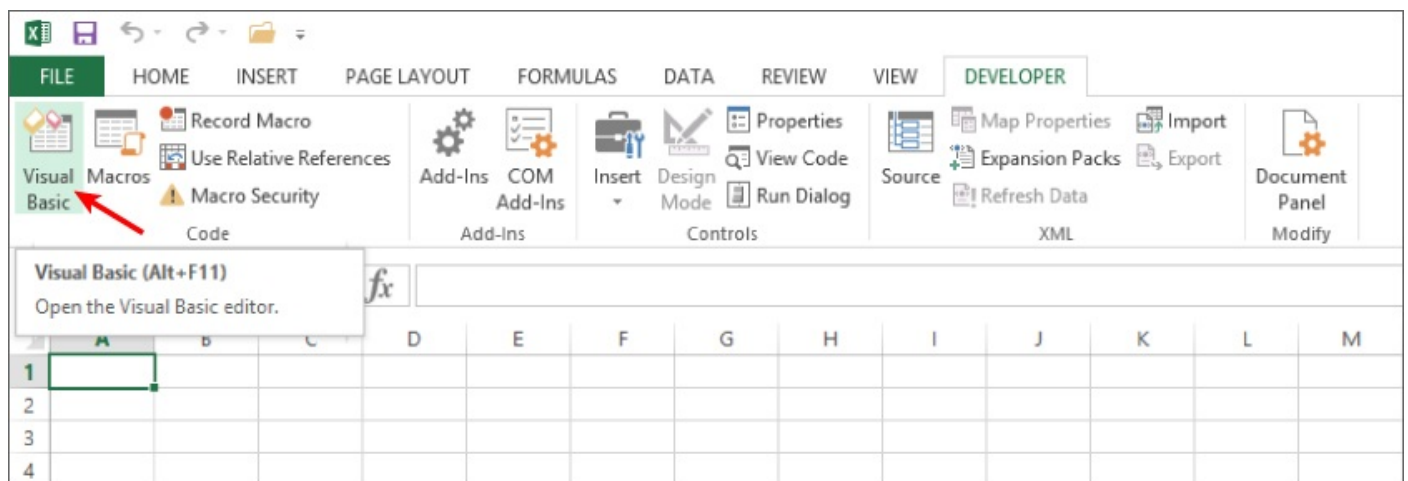 FILE HOME INSERT PAGE LAYOUT FORMULAS DATA REVIEW VIEW DEVELOPER
Visual Basic
Macros
Record Macro
Use Relative References
Macro Security
Code
Add-Ins
COM Add-Ins
Add-Ins
Insert
Design Mode
Properties
View Code
Run Dialog
Controls
Source
Map Properties
Expansion Packs
Refresh Data
Import
Export
XML
Document Panel
Modify
Visual Basic (Alt+F11)
Open the Visual Basic editor.
fx
A B C D E F G H I J K L M
1
2
3
4